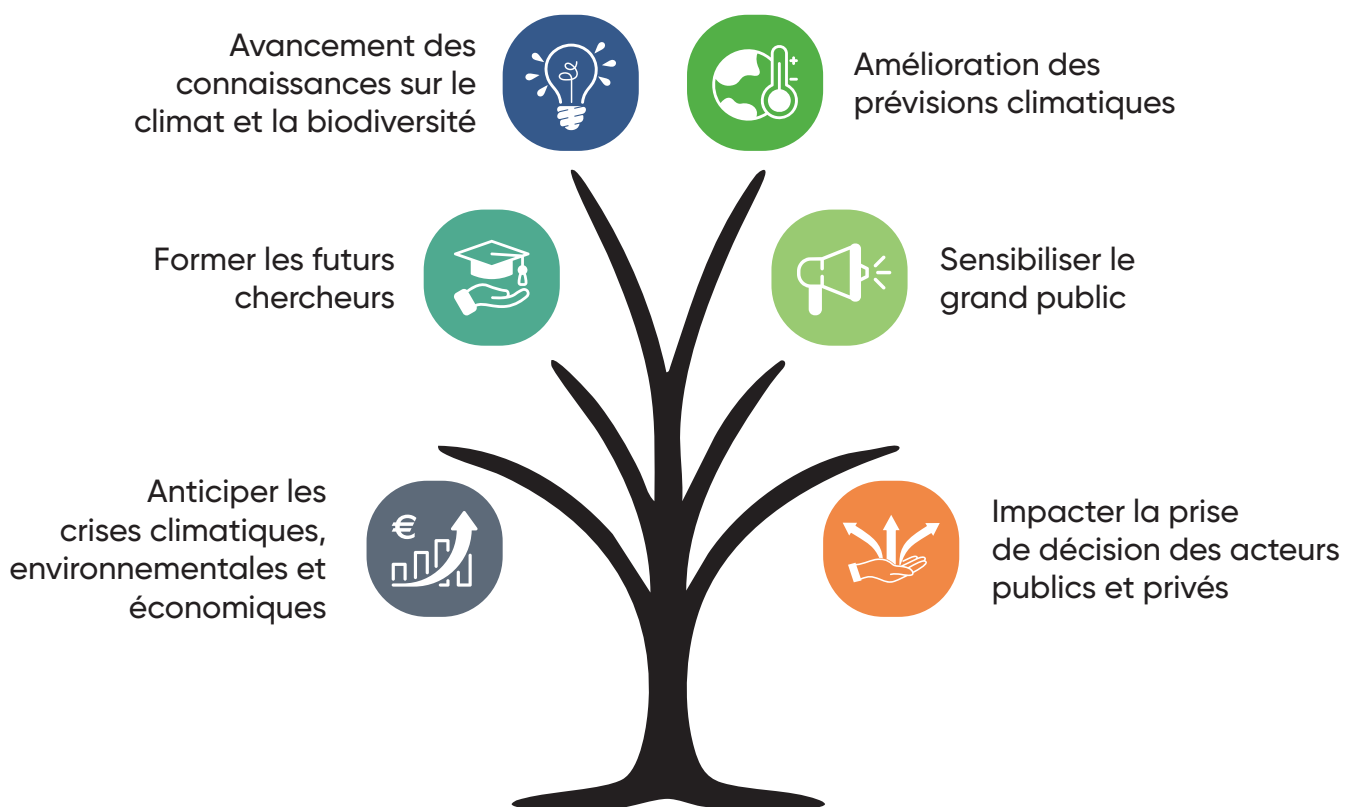 Avancement des
connaissances sur le
climat et la biodiversité
Amélioration des
prévisions climatiques
Former les futurs
chercheurs
Sensibiliser le
grand public
Anticiper les
crises climatiques,
environnementales et
économiques
€
Impacter la prise
de décision des acteurs
publics et privés